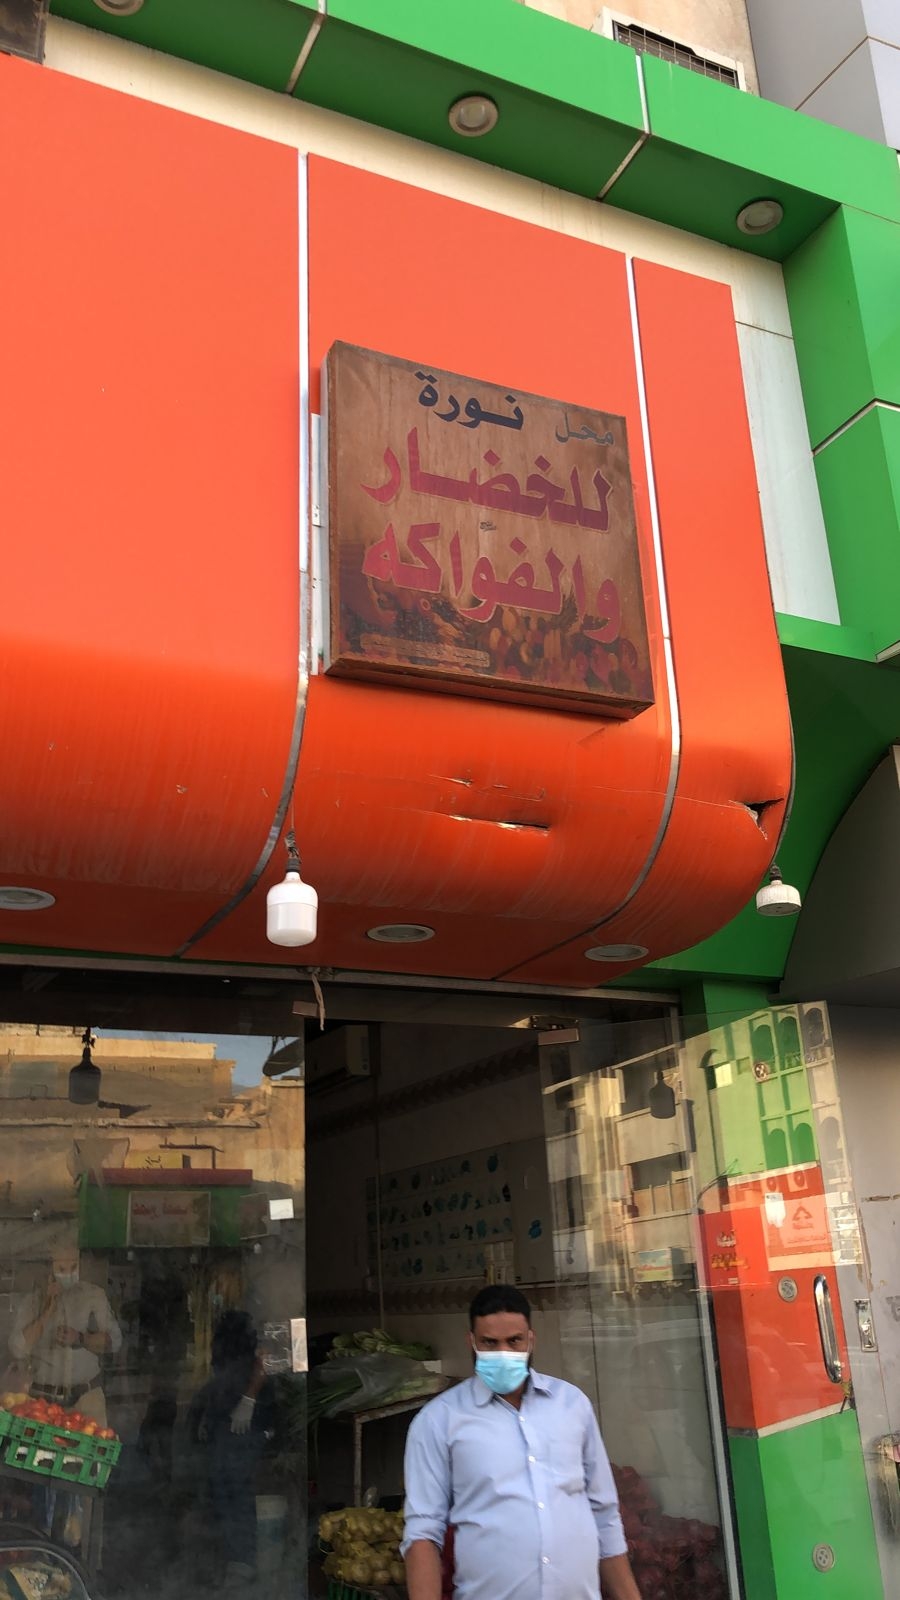 محل نورة
للخضار
والفواكه